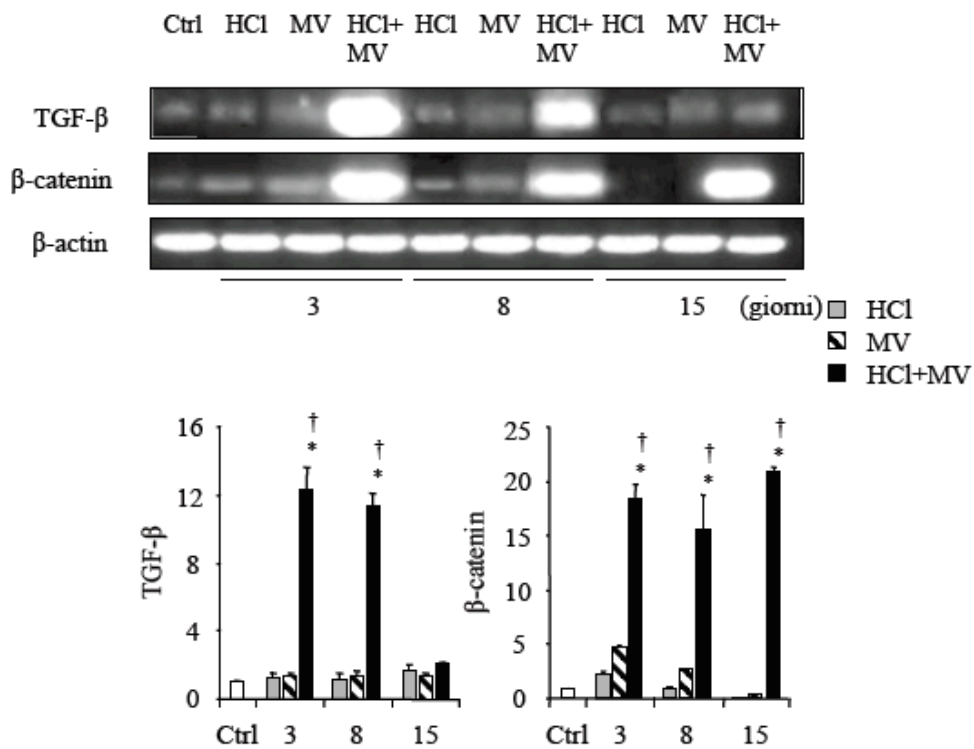 Ctrl HCl MV HCl+ MV HCl MV HCl+ MV HCl MV HCl+ MV
TGF-β
β-catenin
β-actin
3 8 15 (giorni)
HCl
MV
HCl+MV
TGF-β
16
12
8
4
0
† *
† *
Ctrl 3 8 15
β-catenin
25
20
15
10
5
0
† *
† *
† *
Ctrl 3 8 15